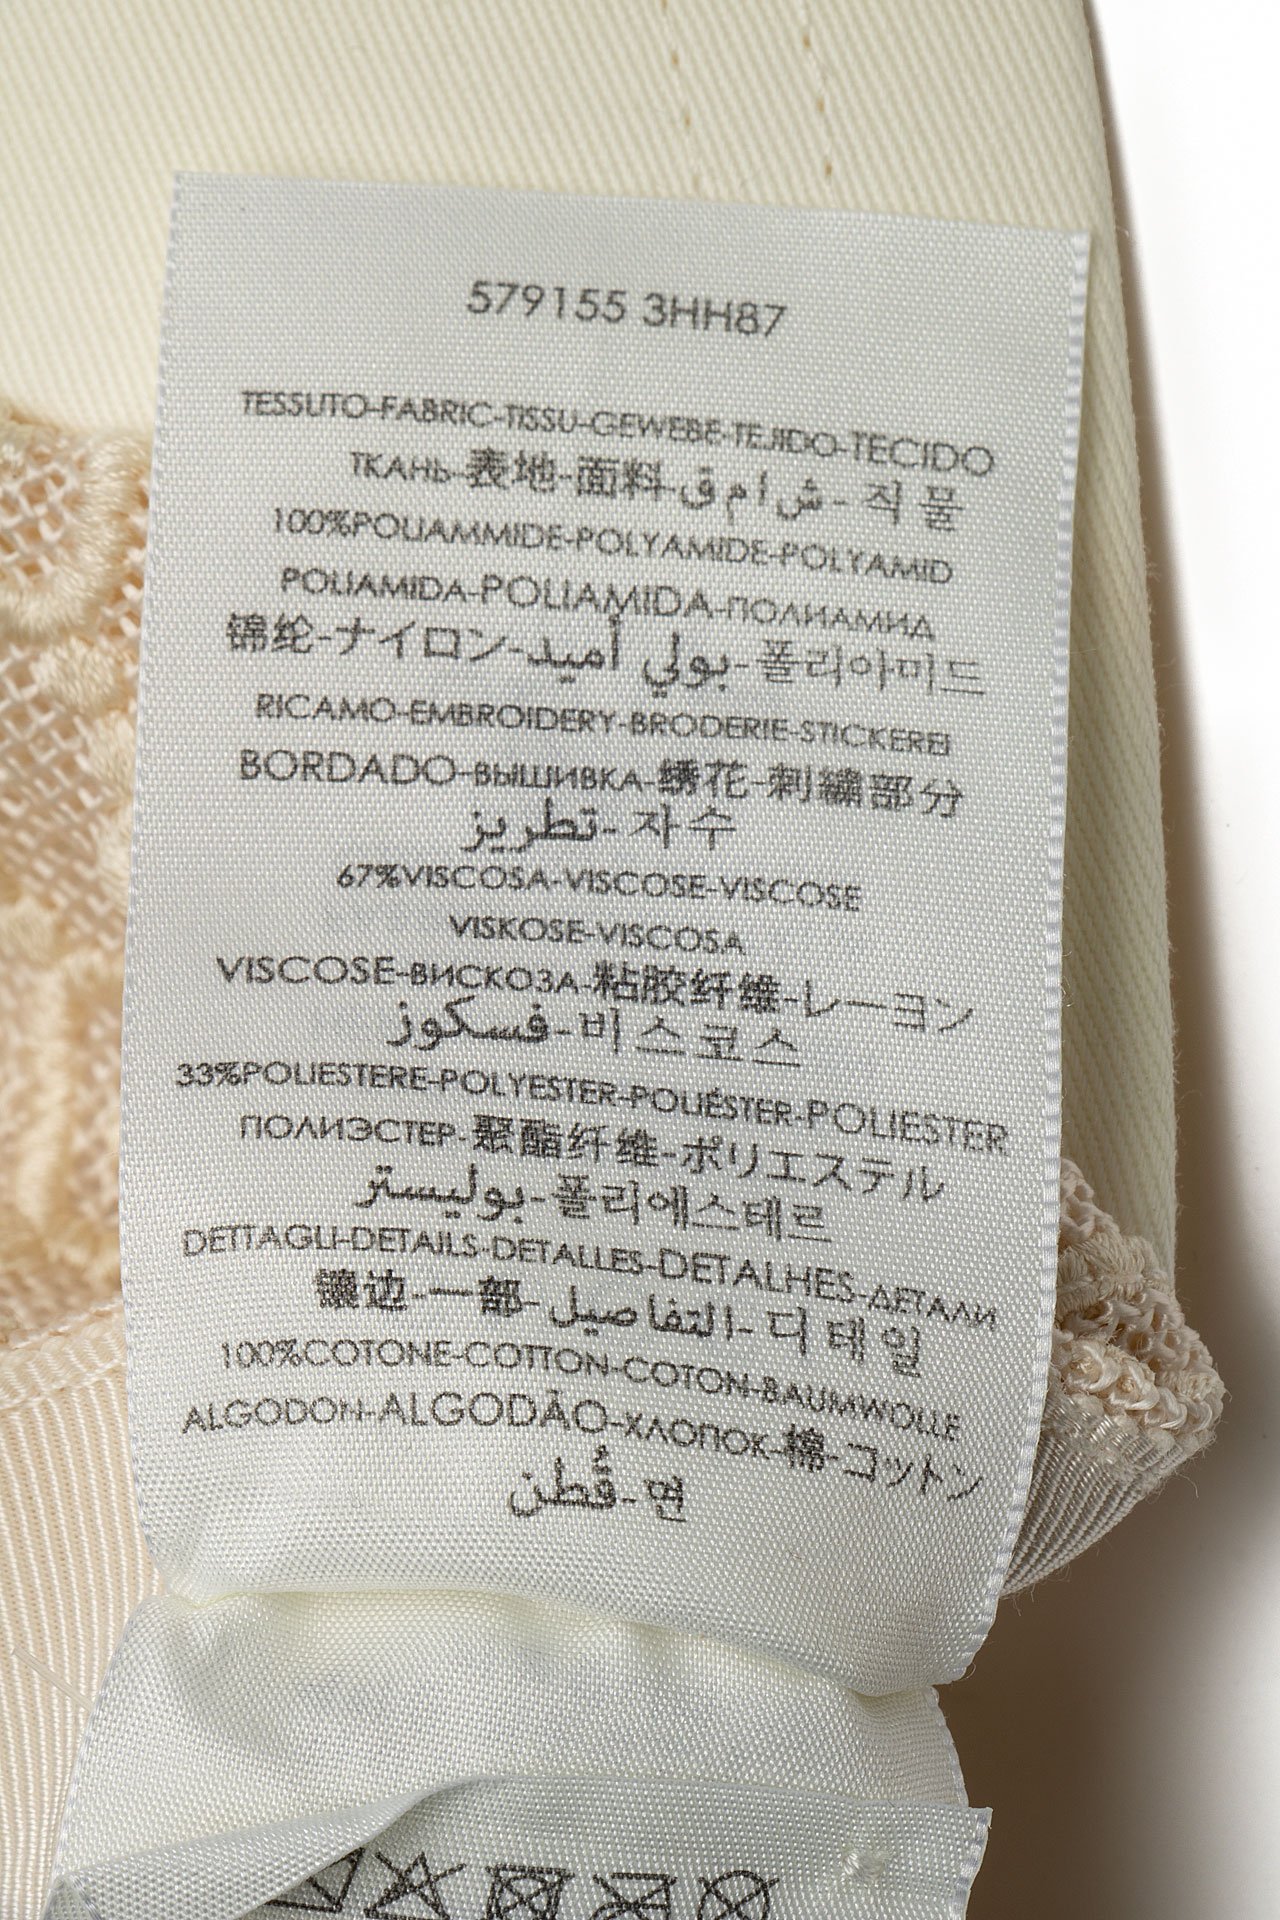 579155 3HH87
TESSUTO-FABRIC-TISSU-GEWEBE-TEJIDO-TECIDO
ТКАНЬ-表地-面料-ش ا م ق-직 물
100%POLIAMMIDE-POLYAMIDE-POLYAMID
POLIAMIDA-POLIAMIDA-ПОЛИАМИД
锦纶-ナイロン-بولي أميد-폴리아미드
RICAMO-EMBROIDERY-BRODERIE-STICKEREI
BORDADO-ВЫШИВКА-绣花-刺繍部分
تطريز-자수
67%VISCOSA-VISCOSE-VISCOSE
VISKOSE-VISCOSA
VISCOSE-ВИСКОЗА-粘胶纤维-レーヨン
فسكوز-비스코스
33%POLIESTERE-POLYESTER-POLIÉSTER-POLIESTER
ПОЛИЭСТЕР-聚酯纤维-ポリエステル
بوليستر-폴리에스테르
DETTAGLI-DETAILS-DETALLES-DETALHES-ДЕТАЛИ
镶边-一部-التفاصيل-디 테 일
100%COTONE-COTTON-COTON-BAUMWOLLE
ALGODON-ALGODÃO-ХЛОПОК-棉-コットン
قُطن-면